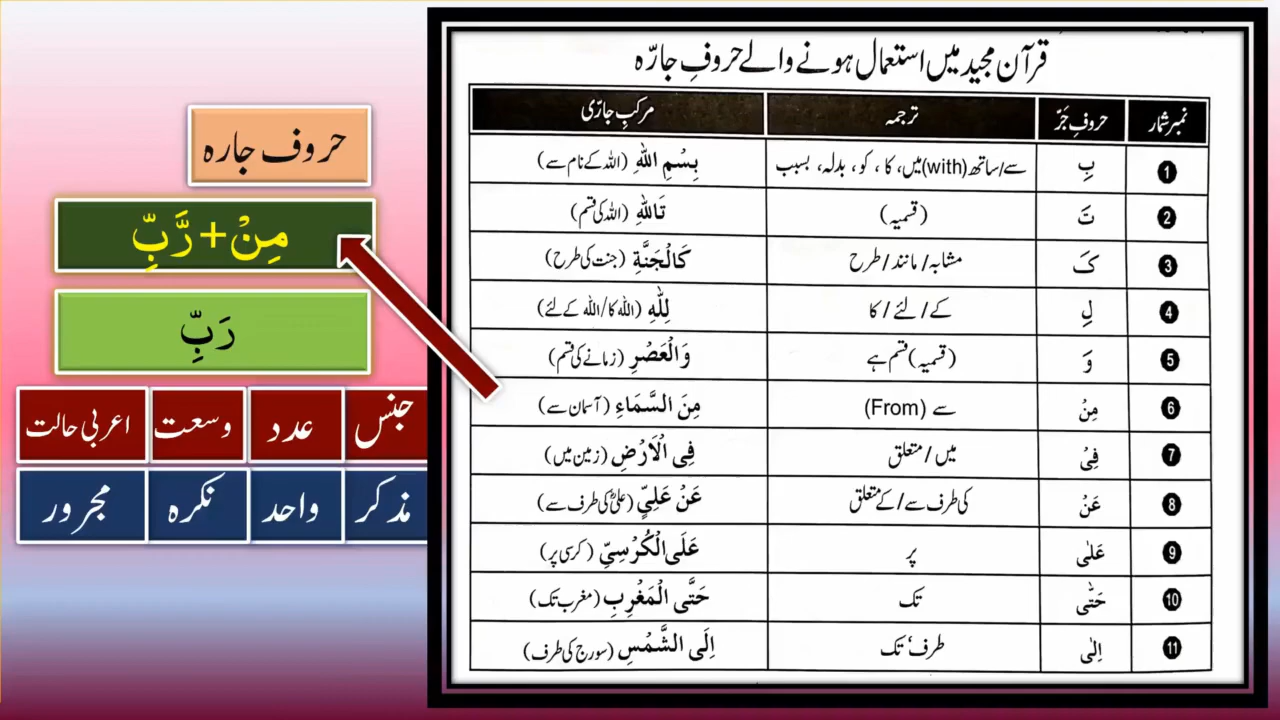 حروف جارہ
مِنْ + رَّبِّ
رَبِّ
جنس عدد وسعت اعربی حالت
مذکر واحد نکرہ مجرور
قرآن مجید میں استعمال ہونے والے حروفِ جارّہ
نمبر شمار حروفِ جَرّ ترجمہ مرکبِ جارّی
1 بِ سے/ساتھ(with)میں، کا ، کو ، بدلہ ، بسبب بِسْمِ اللّٰهِ (اللہ کے نام سے)
2 تَ (قسمیہ) تَاللّٰهِ (اللہ کی قسم)
3 کَ مشابہ/مانند/طرح کَالْجَنَّةِ (جنت کی طرح)
4 لِ کے/لئے/کا لِلّٰهِ (اللہ کا/اللہ کے لئے)
5 وَ (قسمیہ) قسم ہے وَالْعَصْرِ (زمانے کی قسم)
6 مِنْ سے (From) مِنَ السَّمَاءِ (آسمان سے)
7 فِیْ میں/متعلق فِی الْاَرْضِ (زمین میں)
8 عَنْ کی طرف سے/کے متعلق عَنْ عَلِیٍّ (علیؓ کی طرف سے)
9 عَلٰی پر عَلَی الْکُرْسِیِّ (کرسی پر)
10 حَتّٰی تک حَتَّی الْمَغْرِبِ (مغرب تک)
11 اِلٰی طرف‘ تک اِلَی الشَّمْسِ (سورج کی طرف)